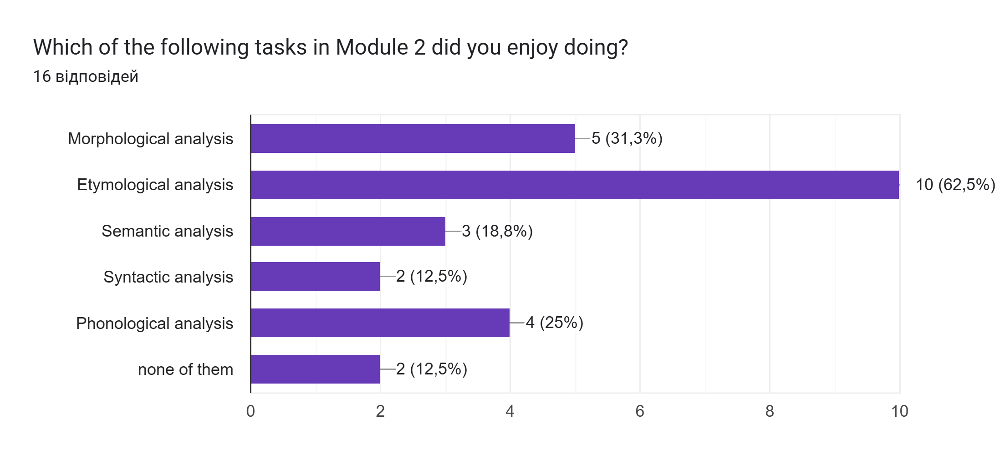 Which of the following tasks in Module 2 did you enjoy doing?
16 відповідей
Morphological analysis 5 (31,3%)
Etymological analysis 10 (62,5%)
Semantic analysis 3 (18,8%)
Syntactic analysis 2 (12,5%)
Phonological analysis 4 (25%)
none of them 2 (12,5%)
0 2 4 6 8 10